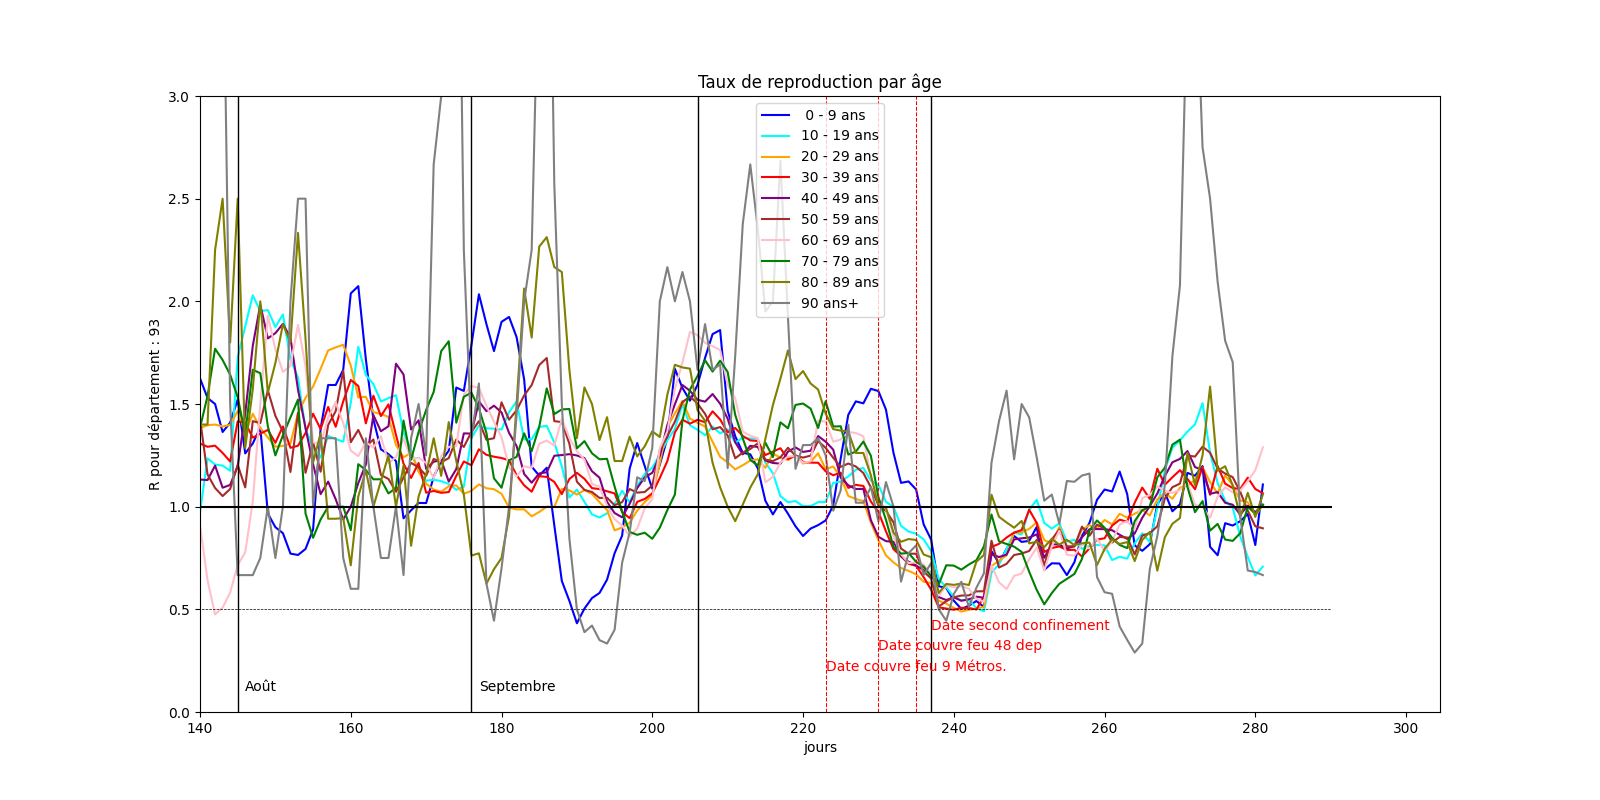 Taux de reproduction par âge
3.0
2.5
2.0
1.5
1.0
0.5
0.0
R pour département : 93
0 - 9 ans
10 - 19 ans
20 - 29 ans
30 - 39 ans
40 - 49 ans
50 - 59 ans
60 - 69 ans
70 - 79 ans
80 - 89 ans
90 ans+
Date second confinement
Date couvre feu 48 dep
Date couvre feu 9 Métros.
Août
Septembre
140 160 180 200 220 240 260 280 300
jours